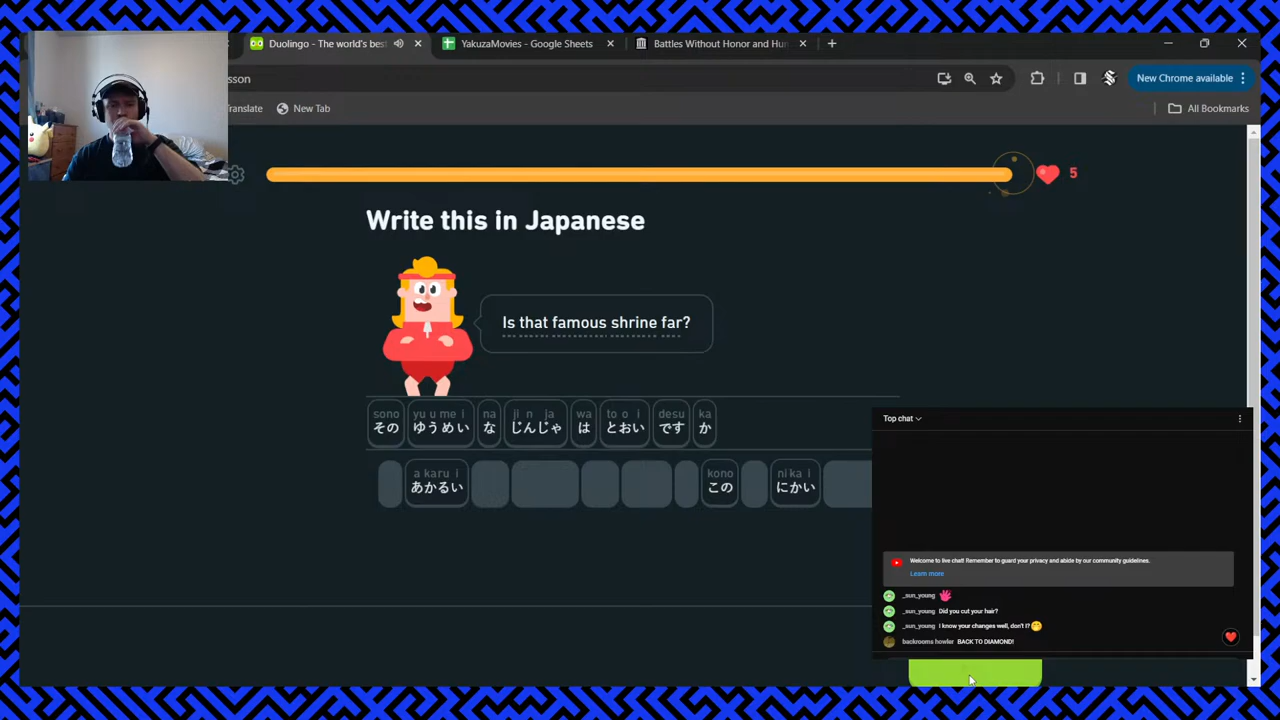 Duolingo - The world's bes
YakuzaMovies - Google Sheets
Battles Without Honor and Hun
sson
New Chrome available
Translate
New Tab
All Bookmarks
5
Write this in Japanese
Is that famous shrine far?
sono yu u me i na ji n ja wa to o i desu ka
その ゆうめい な じんじゃ は とおい です か
a ka ru i kono ni ka i
あかるい この にかい
Top chat
Welcome to live chat! Remember to guard your privacy and abide by our community guidelines.
Learn more
_sun_young
_sun_young Did you cut your hair?
_sun_young I know your changes well, don't I?
backrooms howler BACK TO DIAMOND!